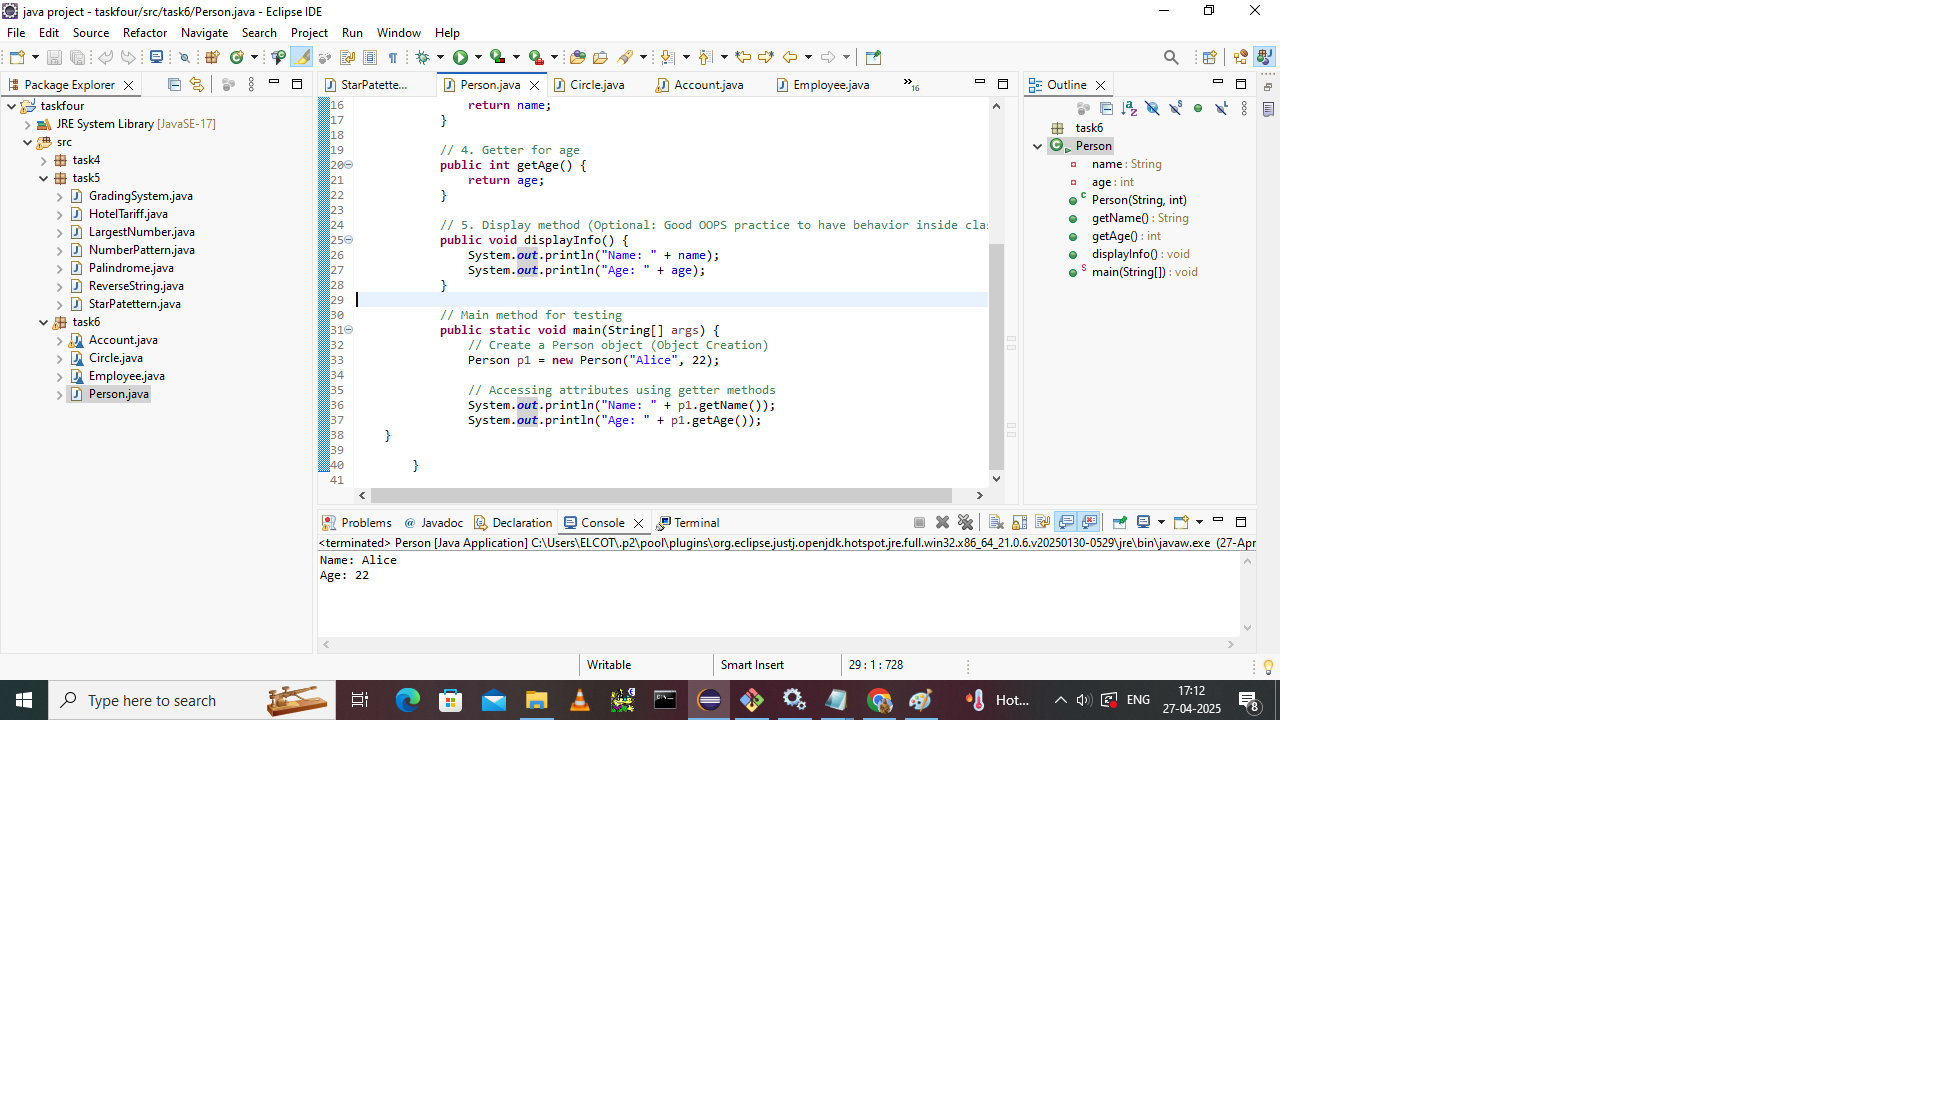 java project - taskfour/src/task6/Person.java - Eclipse IDE
File Edit Source Refactor Navigate Search Project Run Window Help
Package Explorer
taskfour
JRE System Library [JavaSE-17]
src
task4
task5
GradingSystem.java
HotelTariff.java
LargestNumber.java
NumberPattern.java
Palindrome.java
ReverseString.java
StarPatettern.java
task6
Account.java
Circle.java
Employee.java
Person.java
StarPatette... Person.java Circle.java Account.java Employee.java »16
16 return name;
17 }
18
19 // 4. Getter for age
20 public int getAge() {
21 return age;
22 }
23
24 // 5. Display method (Optional: Good OOPS practice to have behavior inside cla
25 public void displayInfo() {
26 System.out.println("Name: " + name);
27 System.out.println("Age: " + age);
28 }
29
30 // Main method for testing
31 public static void main(String[] args) {
32 // Create a Person object (Object Creation)
33 Person p1 = new Person("Alice", 22);
34
35 // Accessing attributes using getter methods
36 System.out.println("Name: " + p1.getName());
37 System.out.println("Age: " + p1.getAge());
38 }
39
40 }
41
Outline
task6
Person
name : String
age : int
Person(String, int)
getName() : String
getAge() : int
displayInfo() : void
main(String[]) : void
Problems @ Javadoc Declaration Console Terminal
<terminated> Person [Java Application] C:\Users\ELCOT\.p2\pool\plugins\org.eclipse.justj.openjdk.hotspot.jre.full.win32.x86_64_21.0.6.v20250130-0529\jre\bin\javaw.exe (27-Apr
Name: Alice
Age: 22
Writable Smart Insert 29 : 1 : 728
Type here to search Hot... ENG 17:12
27-04-2025
8